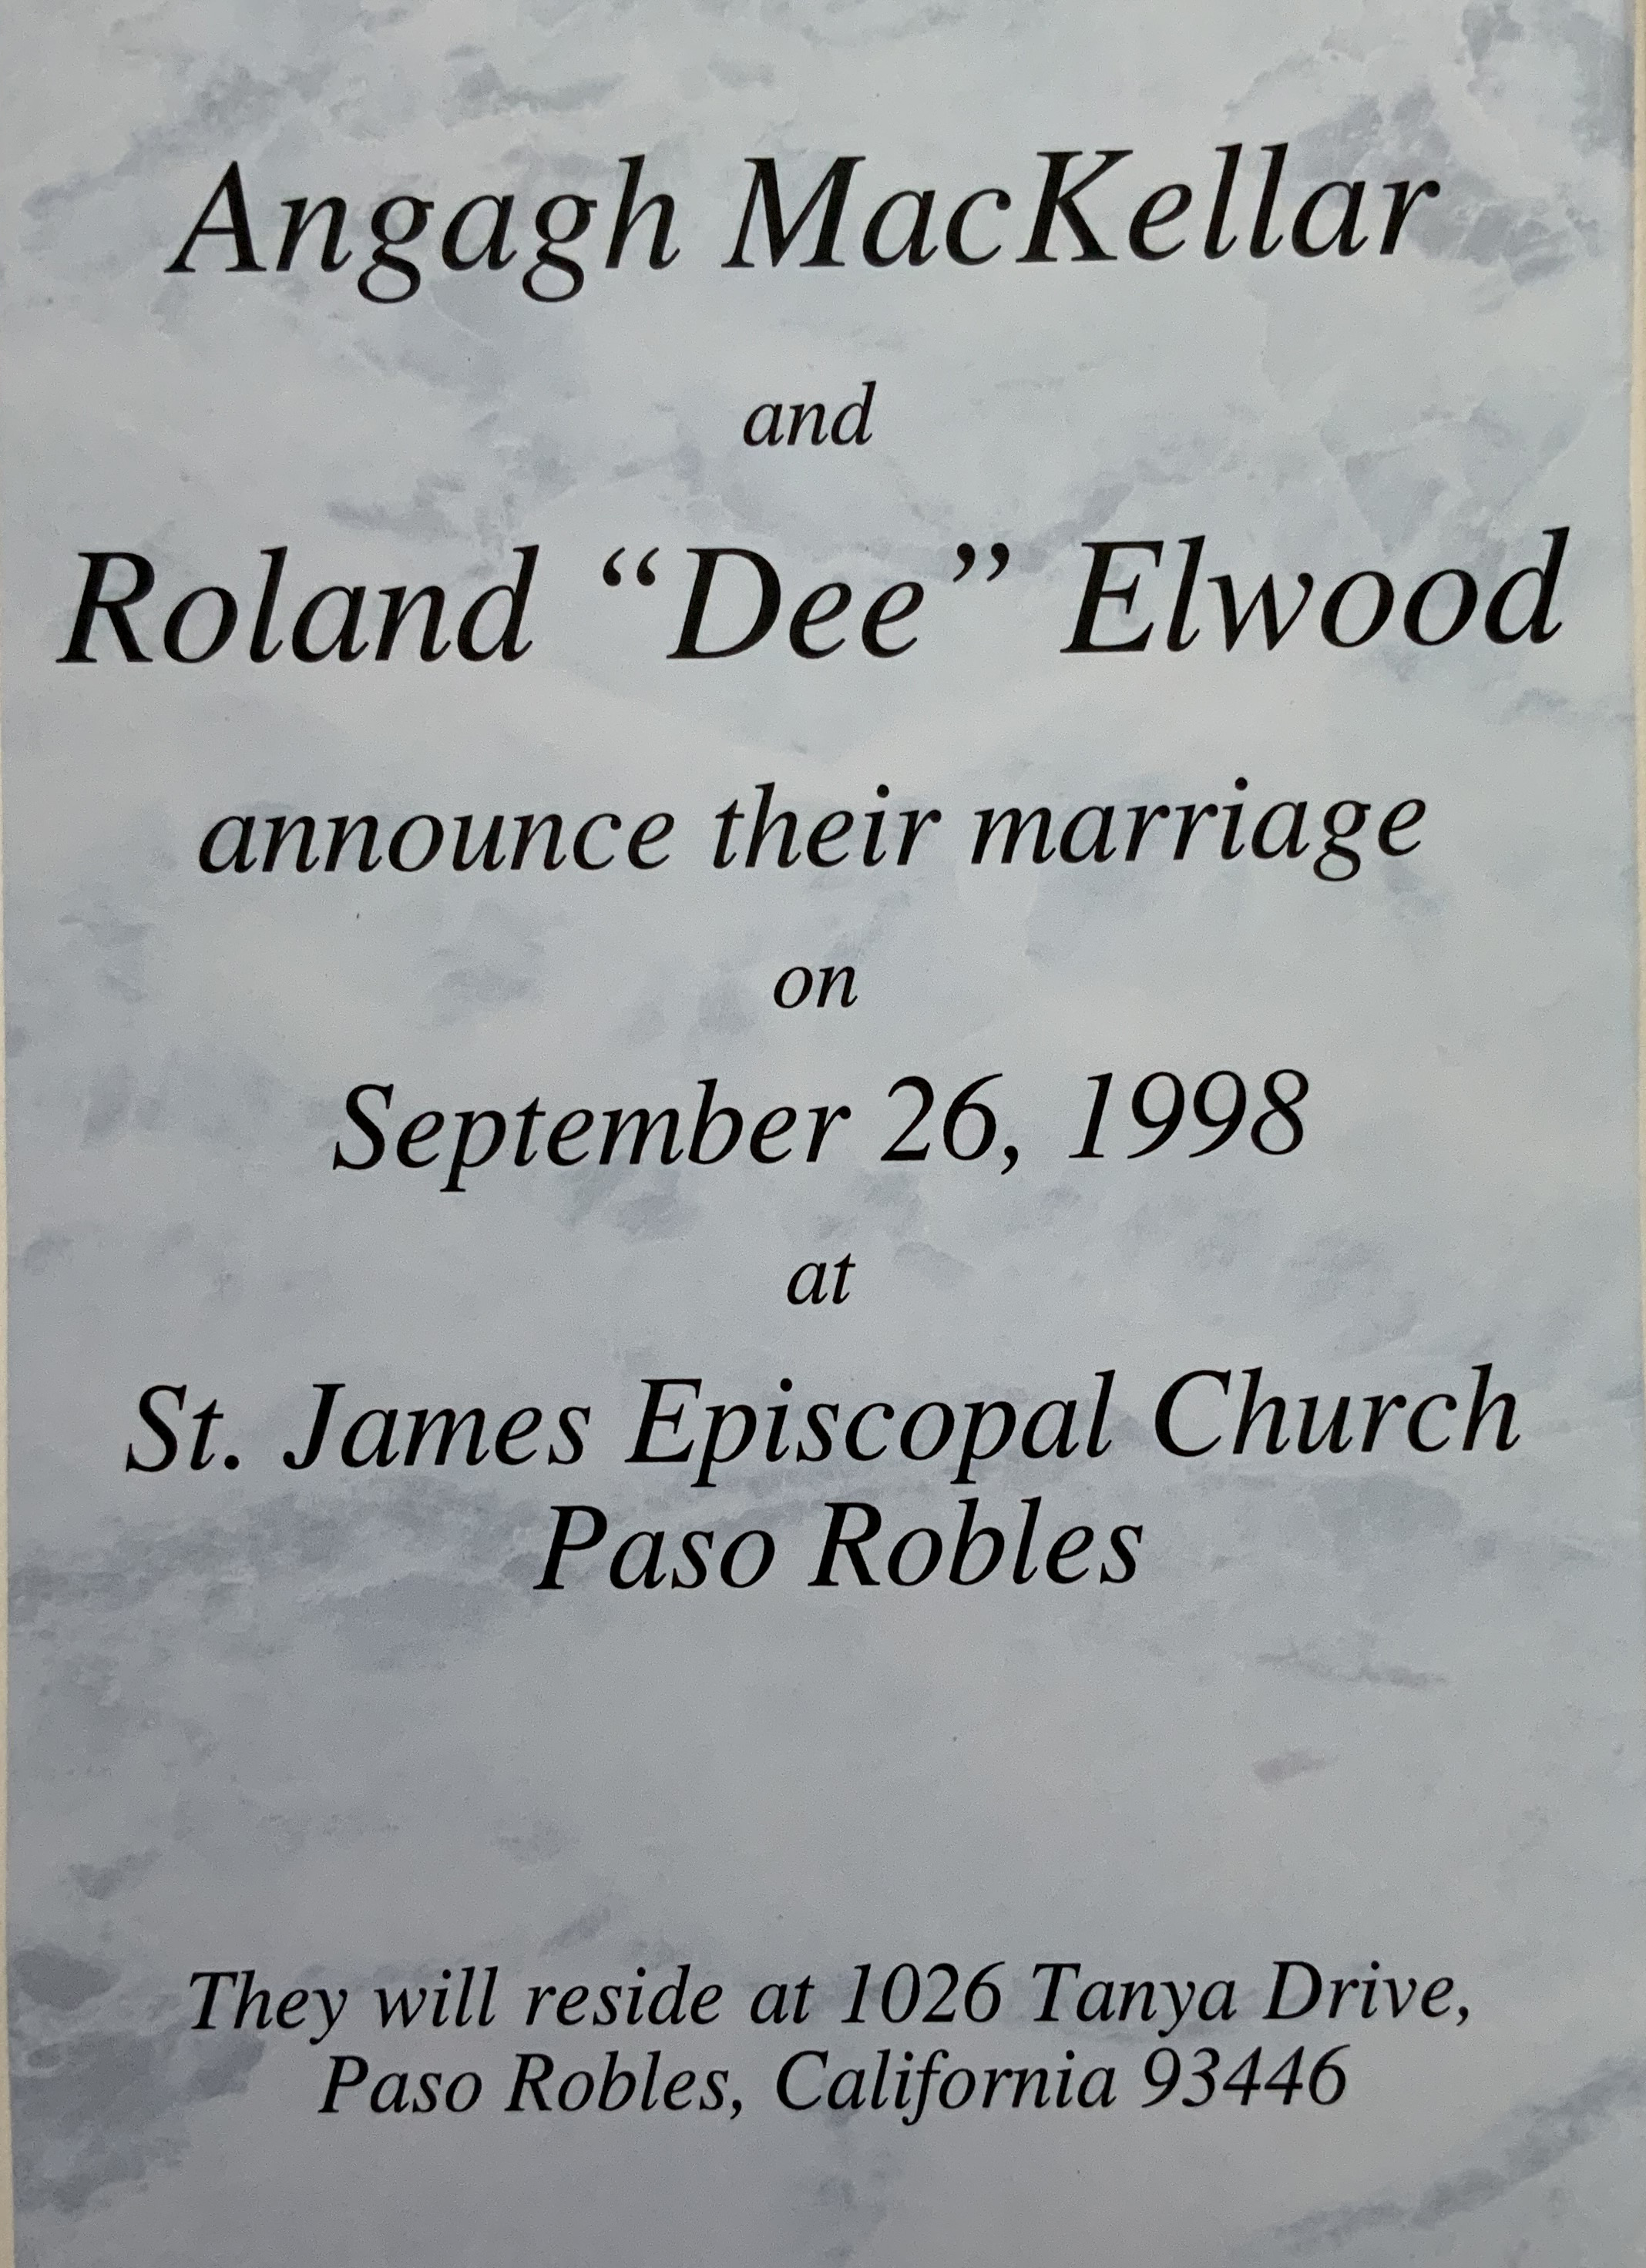 Angagh MacKellar
and
Roland “Dee” Elwood
announce their marriage
on
September 26, 1998
at
St. James Episcopal Church
Paso Robles
They will reside at 1026 Tanya Drive,
Paso Robles, California 93446